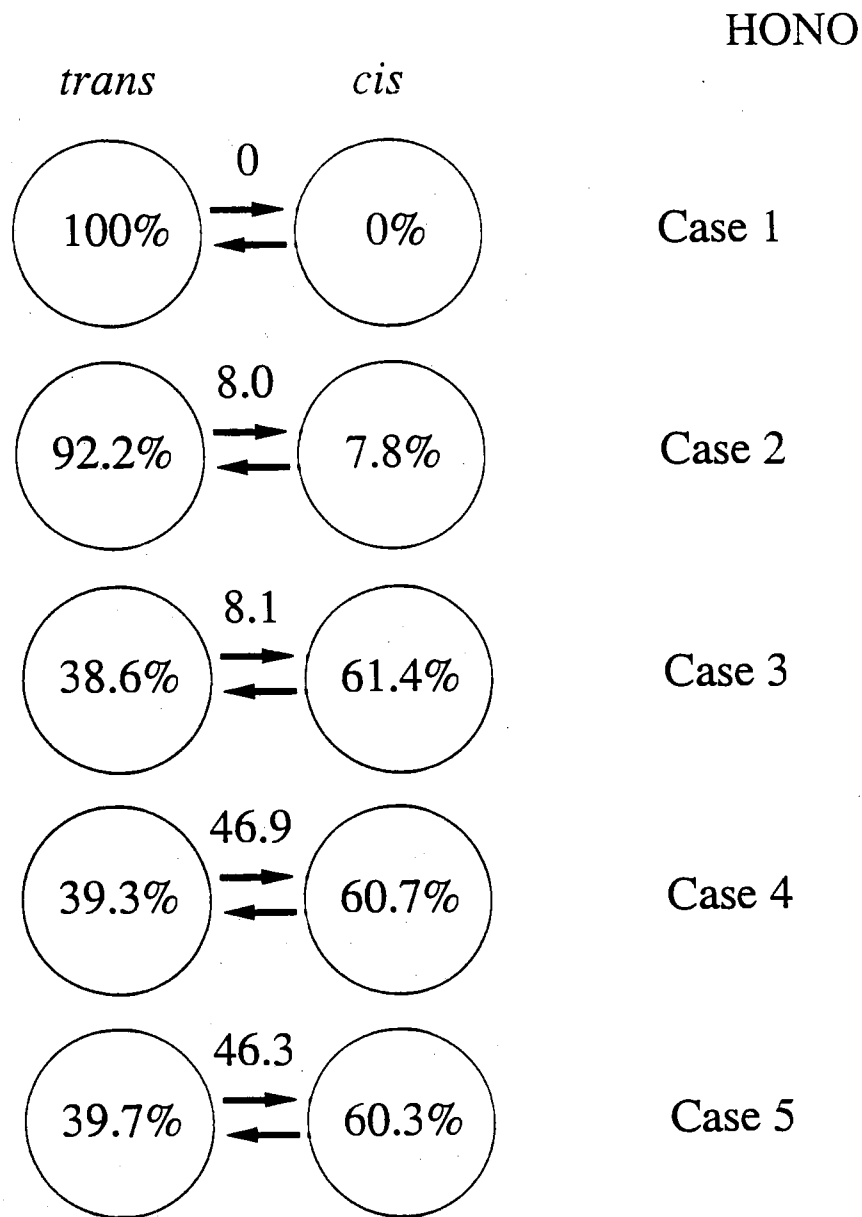 HONO
trans cis
0
100% 0% Case 1
8.0
92.2% 7.8% Case 2
8.1
38.6% 61.4% Case 3
46.9
39.3% 60.7% Case 4
46.3
39.7% 60.3% Case 5